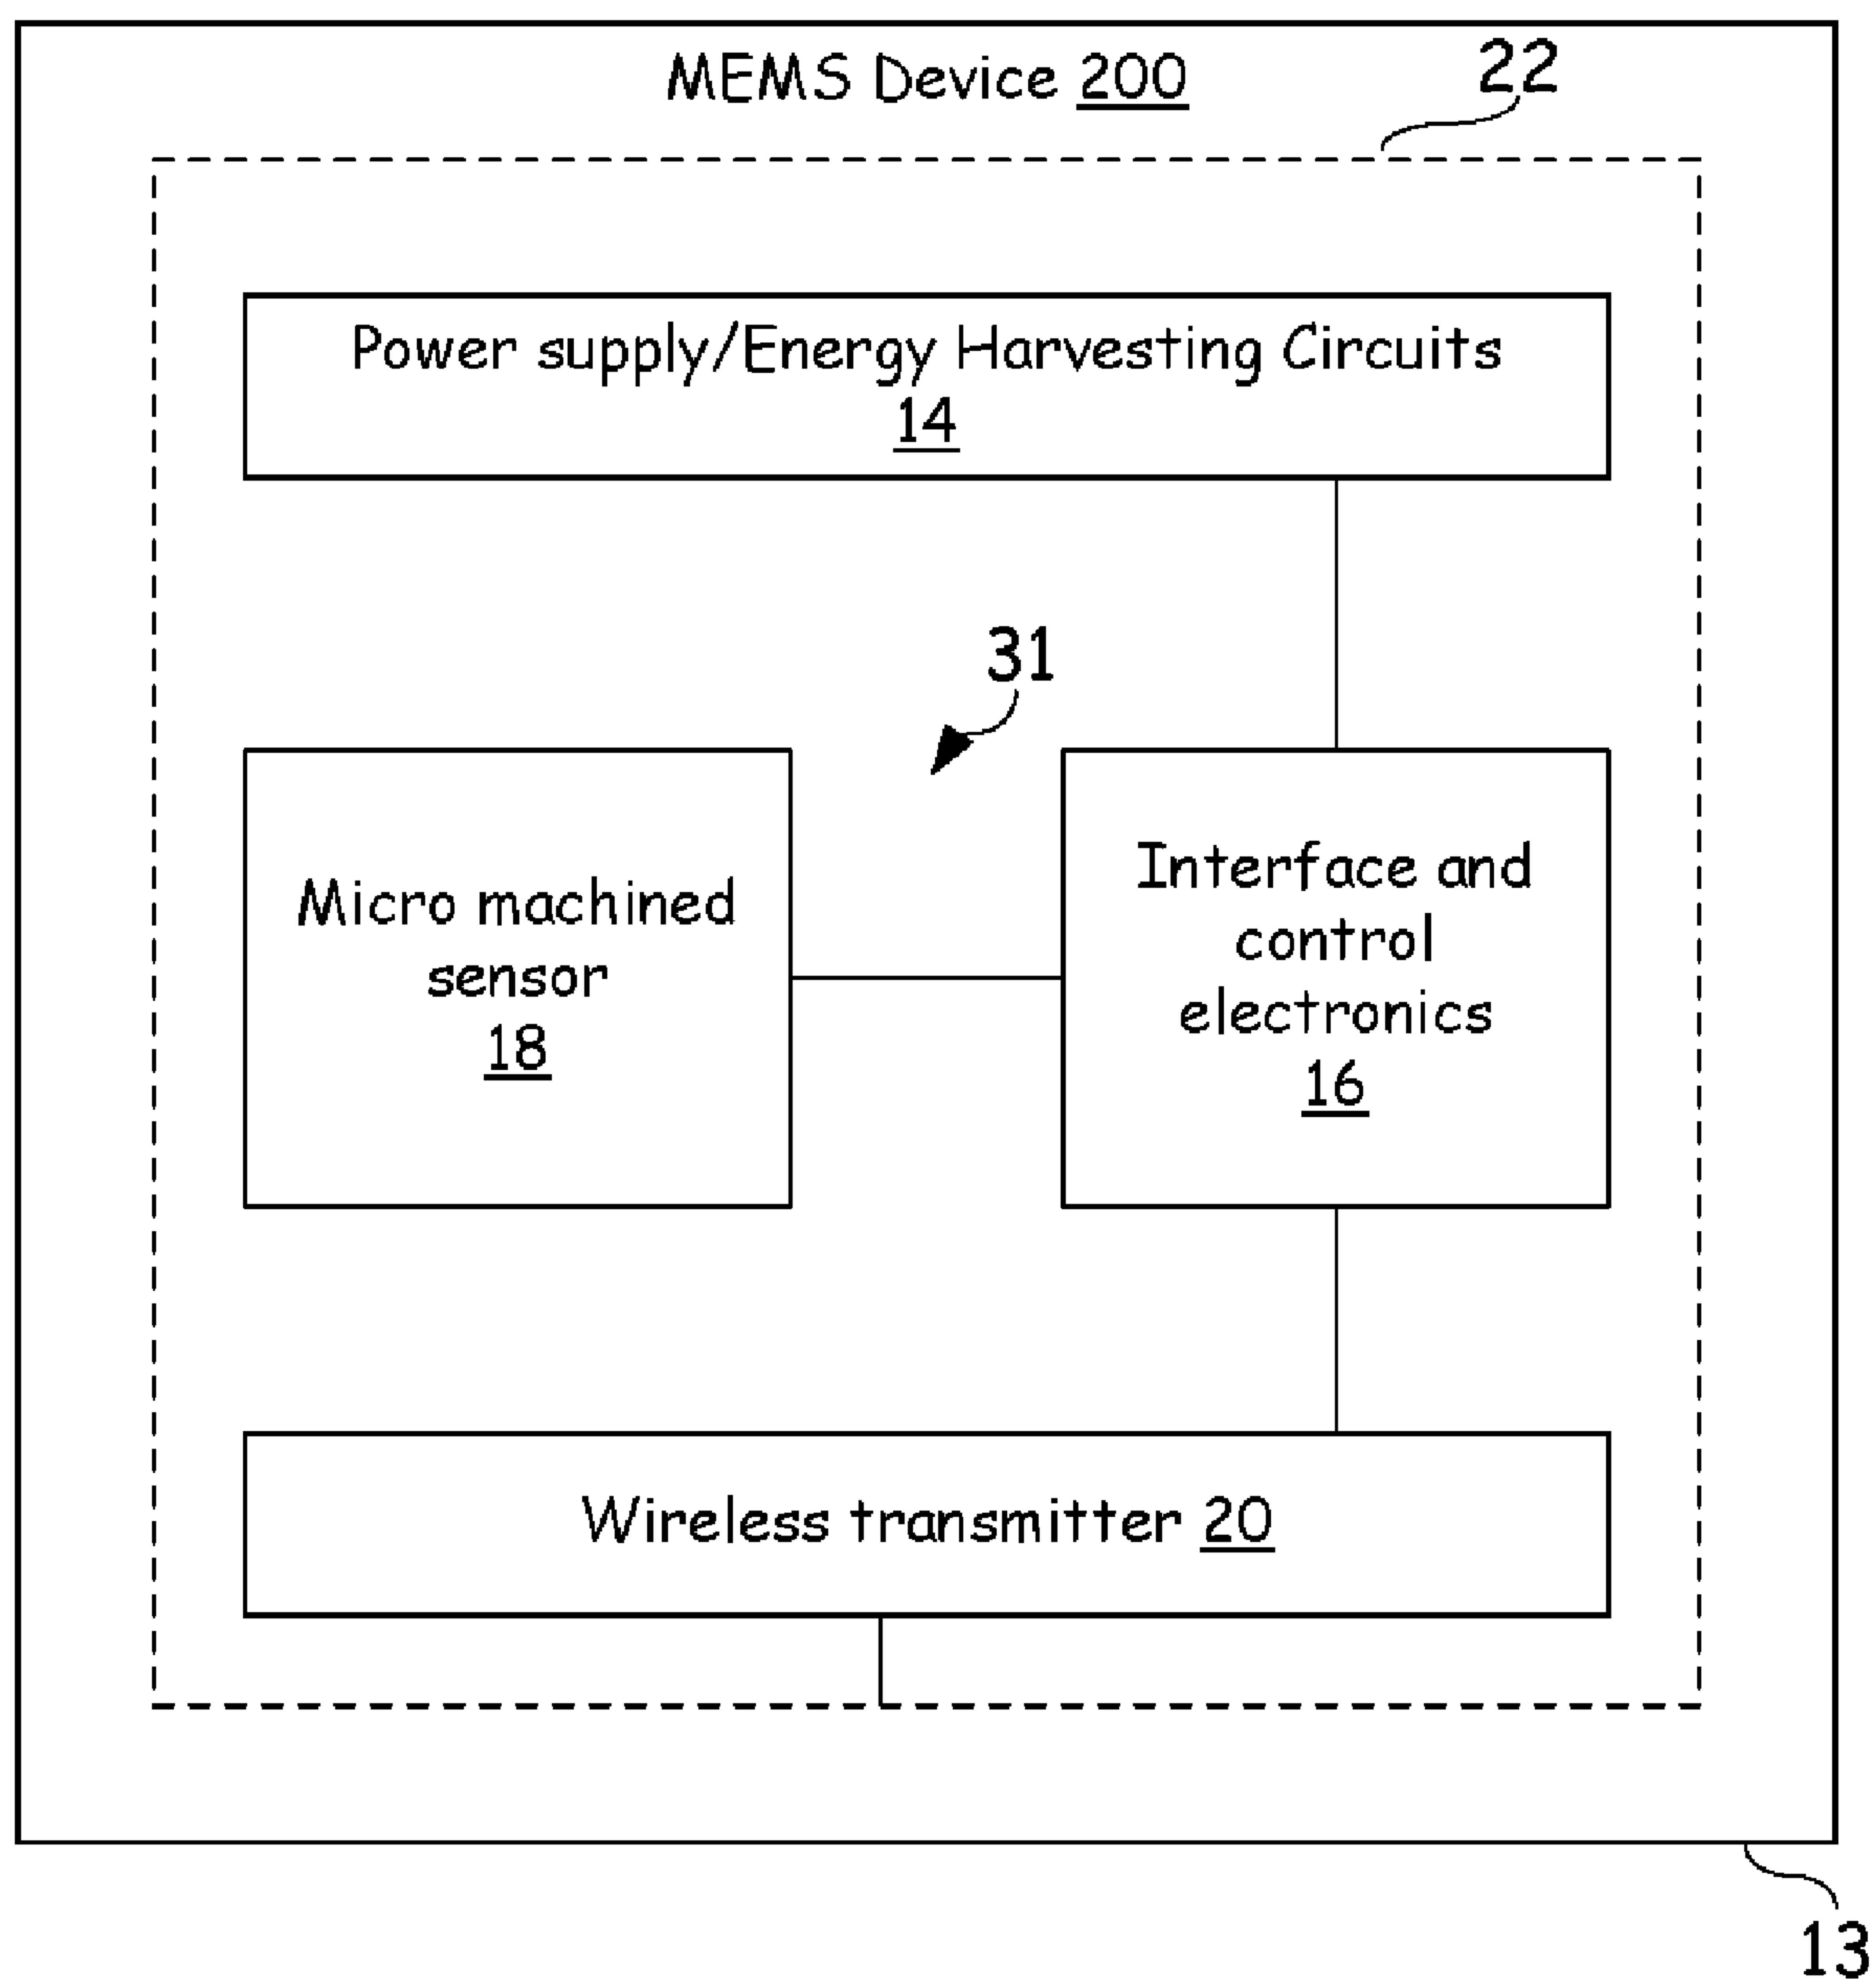 MEMS Device 200
22
Power supply/Energy Harvesting Circuits
14
31
Micro machined
sensor
18
Interface and
control
electronics
16
Wireless transmitter 20
13